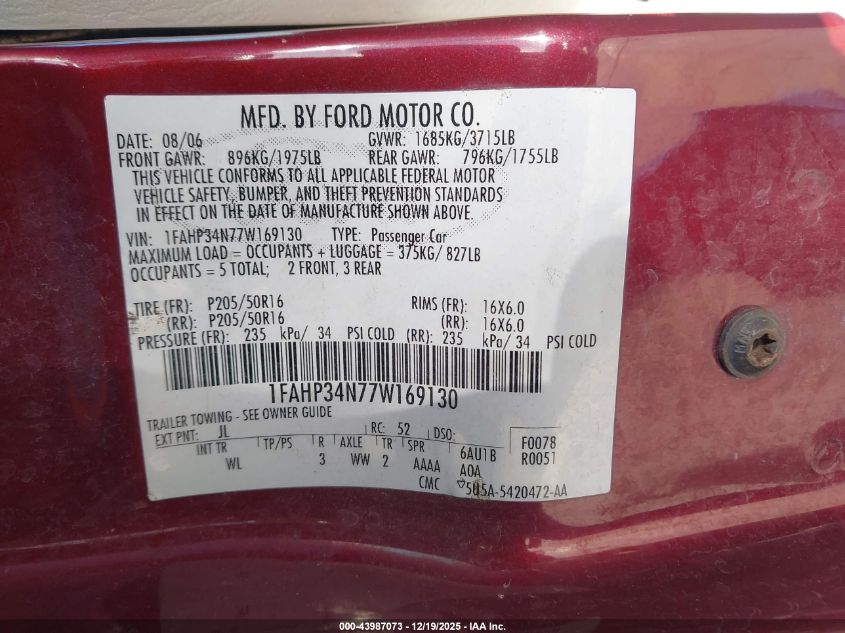 MFD. BY FORD MOTOR CO.
DATE: 08/06 GVWR: 1685KG/3715LB
FRONT GAWR: 896KG/1975LB REAR GAWR: 796KG/1755LB
THIS VEHICLE CONFORMS TO ALL APPLICABLE FEDERAL MOTOR
VEHICLE SAFETY, BUMPER, AND THEFT PREVENTION STANDARDS
IN EFFECT ON THE DATE OF MANUFACTURE SHOWN ABOVE.
VIN: 1FAHP34N77W169130 TYPE: Passenger Car
MAXIMUM LOAD = OCCUPANTS + LUGGAGE = 375KG/ 827LB
OCCUPANTS = 5 TOTAL; 2 FRONT, 3 REAR
TIRE (FR): P205/50R16 RIMS (FR): 16X6.0
(RR): P205/50R16 (RR): 16X6.0
PRESSURE (FR): 235 kPa/ 34 PSI COLD (RR): 235 kPa/ 34 PSI COLD
1FAHP34N77W169130
TRAILER TOWING - SEE OWNER GUIDE
EXT PNT: JL RC: 52 DSO: F0078
INT TR TP/PS R AXLE TR SPR 6AU1B R0051
WL 3 WW 2 AAAA A0A
CMC 5U5A-5420472-AA
000-43987073 - 12/19/2025 - IAA Inc.